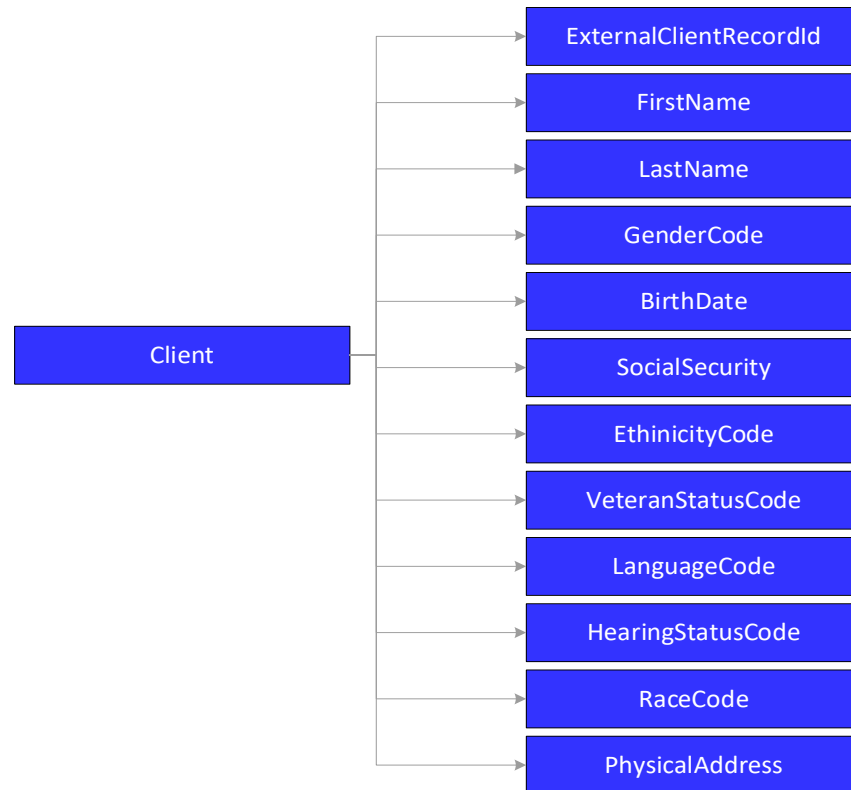 ExternalClientRecordId
FirstName
LastName
GenderCode
BirthDate
Client
SocialSecurity
EthinicityCode
VeteranStatusCode
LanguageCode
HearingStatusCode
RaceCode
PhysicalAddress